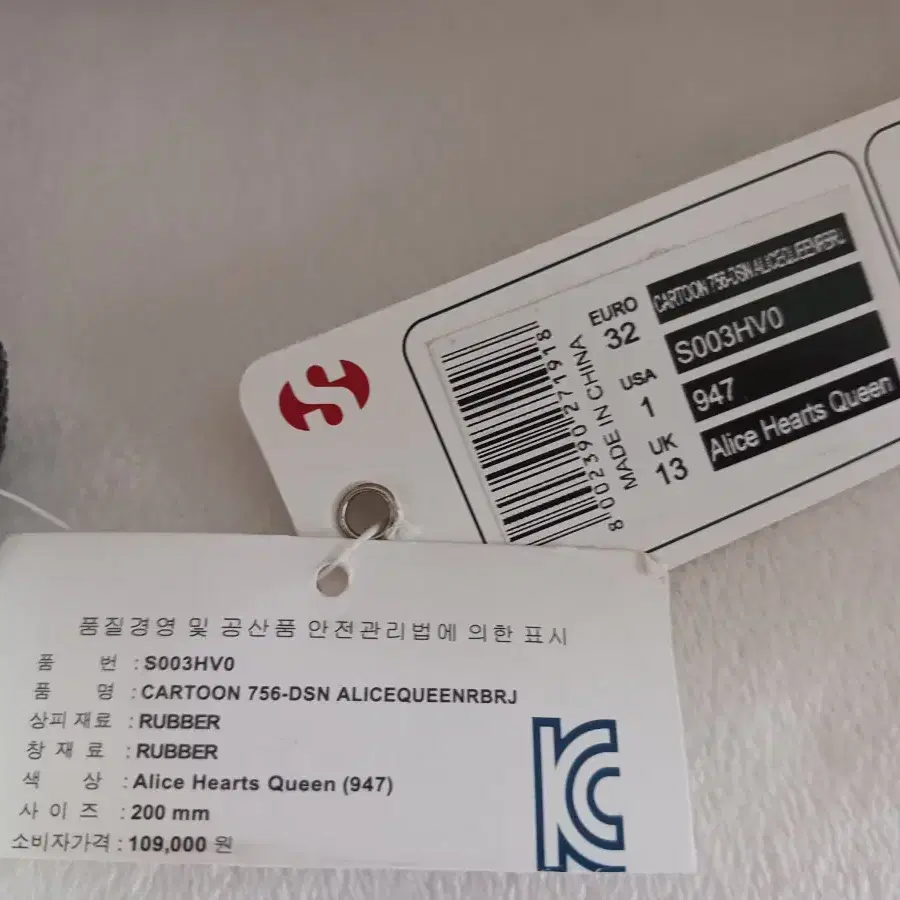 CARTOON 756-DSN ALICEQUEENRBRJ
S003HV0
947
Alice Hearts Queen
EURO
32
USA
1
UK
13
MADE IN CHINA
8 002390 271918
품질경영 및 공산품 안전관리법에 의한 표시
품 번 : S003HV0
품 명 : CARTOON 756-DSN ALICEQUEENRBRJ
상피 재료 : RUBBER
창 재 료 : RUBBER
색 상 : Alice Hearts Queen (947)
사 이 즈 : 200 mm
소비자가격 : 109,000 원
KC